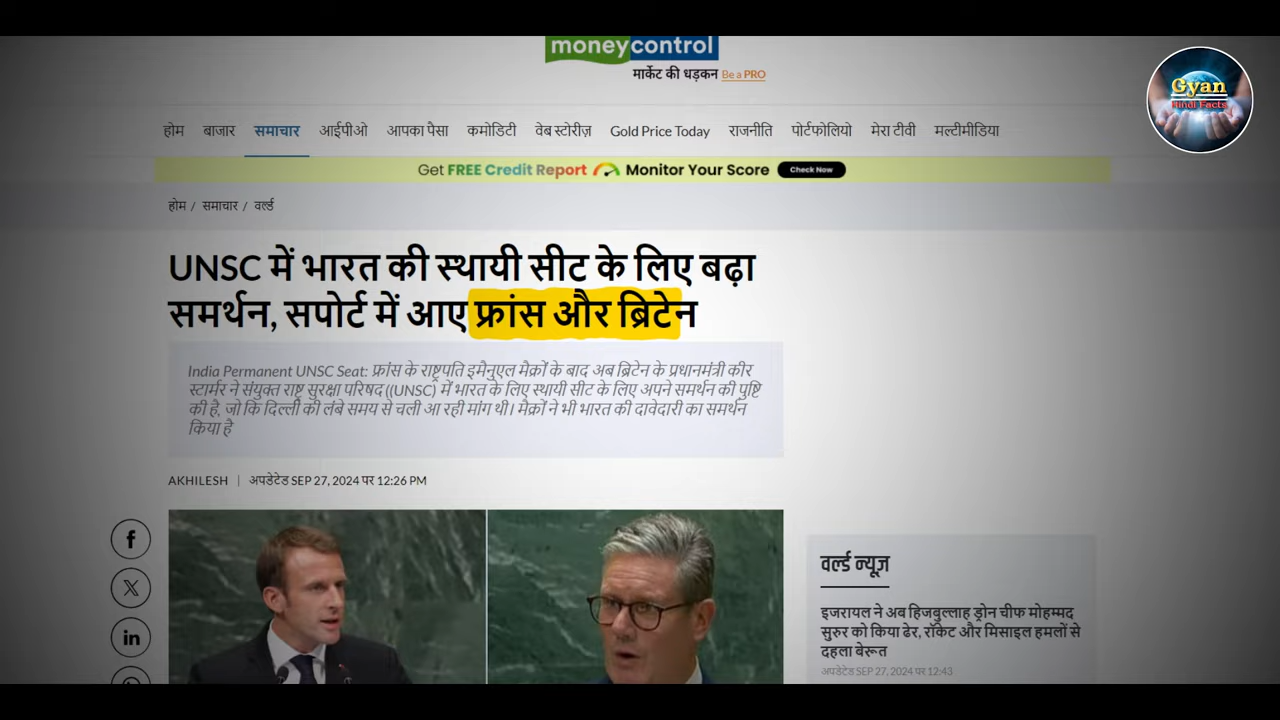 moneycontrol
मार्केट की धड़कन Be a PRO
Gyan
Hindi Facts
होम बाजार समाचार आईपीओ आपका पैसा कमोडिटी वेब स्टोरीज़ Gold Price Today राजनीति पोर्टफोलियो मेरा टीवी मल्टीमीडिया
Get FREE Credit Report Monitor Your Score Check Now
होम / समाचार / वर्ल्ड
UNSC में भारत की स्थायी सीट के लिए बढ़ा
समर्थन, सपोर्ट में आए फ्रांस और ब्रिटेन
India Permanent UNSC Seat: फ्रांस के राष्ट्रपति इमैनुएल मैक्रों के बाद अब ब्रिटेन के प्रधानमंत्री कीर
स्टार्मर ने संयुक्त राष्ट्र सुरक्षा परिषद ((UNSC) में भारत के लिए स्थायी सीट के लिए अपने समर्थन की पुष्टि
की है, जो कि दिल्ली की लंबे समय से चली आ रही मांग थी। मैक्रों ने भी भारत की दावेदारी का समर्थन
किया है
AKHILESH | अपडेटेड SEP 27, 2024 पर 12:26 PM
वर्ल्ड न्यूज़
इजरायल ने अब हिजबुल्लाह ड्रोन चीफ मोहम्मद
सुरुर को किया ढेर, रॉकेट और मिसाइल हमलों से
दहला बेरूत
अपडेटेड SEP 27, 2024 पर 12:43